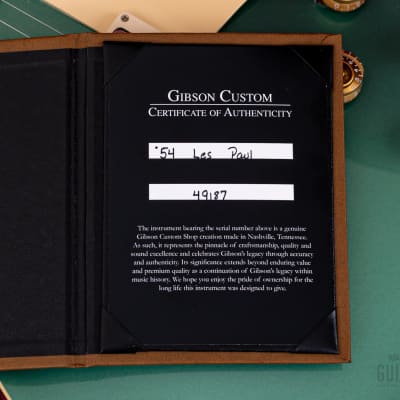 GIBSON CUSTOM
CERTIFICATE OF AUTHENTICITY
'54 Les Paul
49187
The instrument bearing the serial number above is a genuine
Gibson Custom Shop creation made in Nashville, Tennessee.
As such, it represents the pinnacle of craftsmanship, quality and
sound excellence and celebrates Gibson's legacy through accuracy
and authenticity. Its significance extends beyond enduring value
and premium quality as a continuation of Gibson's legacy within
music history. We hope you enjoy the pride of ownership for the
long life this instrument was designed to give.